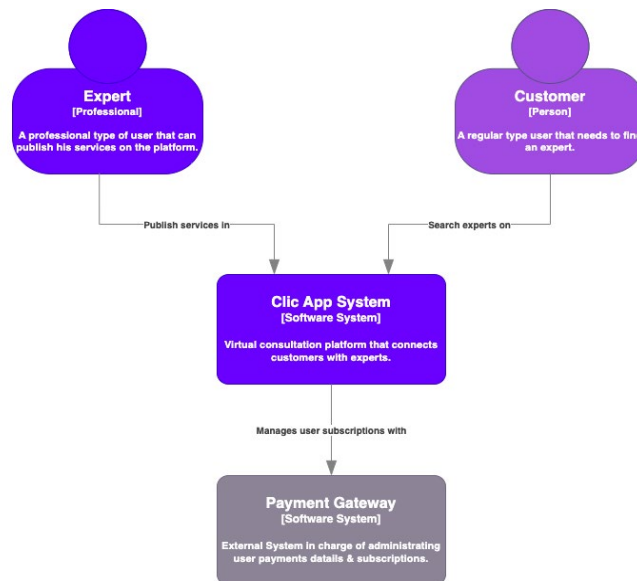 Expert
[Professional]
A professional type of user that can
publish his services on the platform.
Customer
[Person]
A regular type user that needs to find
an expert.
Publish services in
Search experts on
Clic App System
[Software System]
Virtual consultation platform that connects
customers with experts.
Manages user subscriptions with
Payment Gateway
[Software System]
External System in charge of administrating
user payments datails & subscriptions.